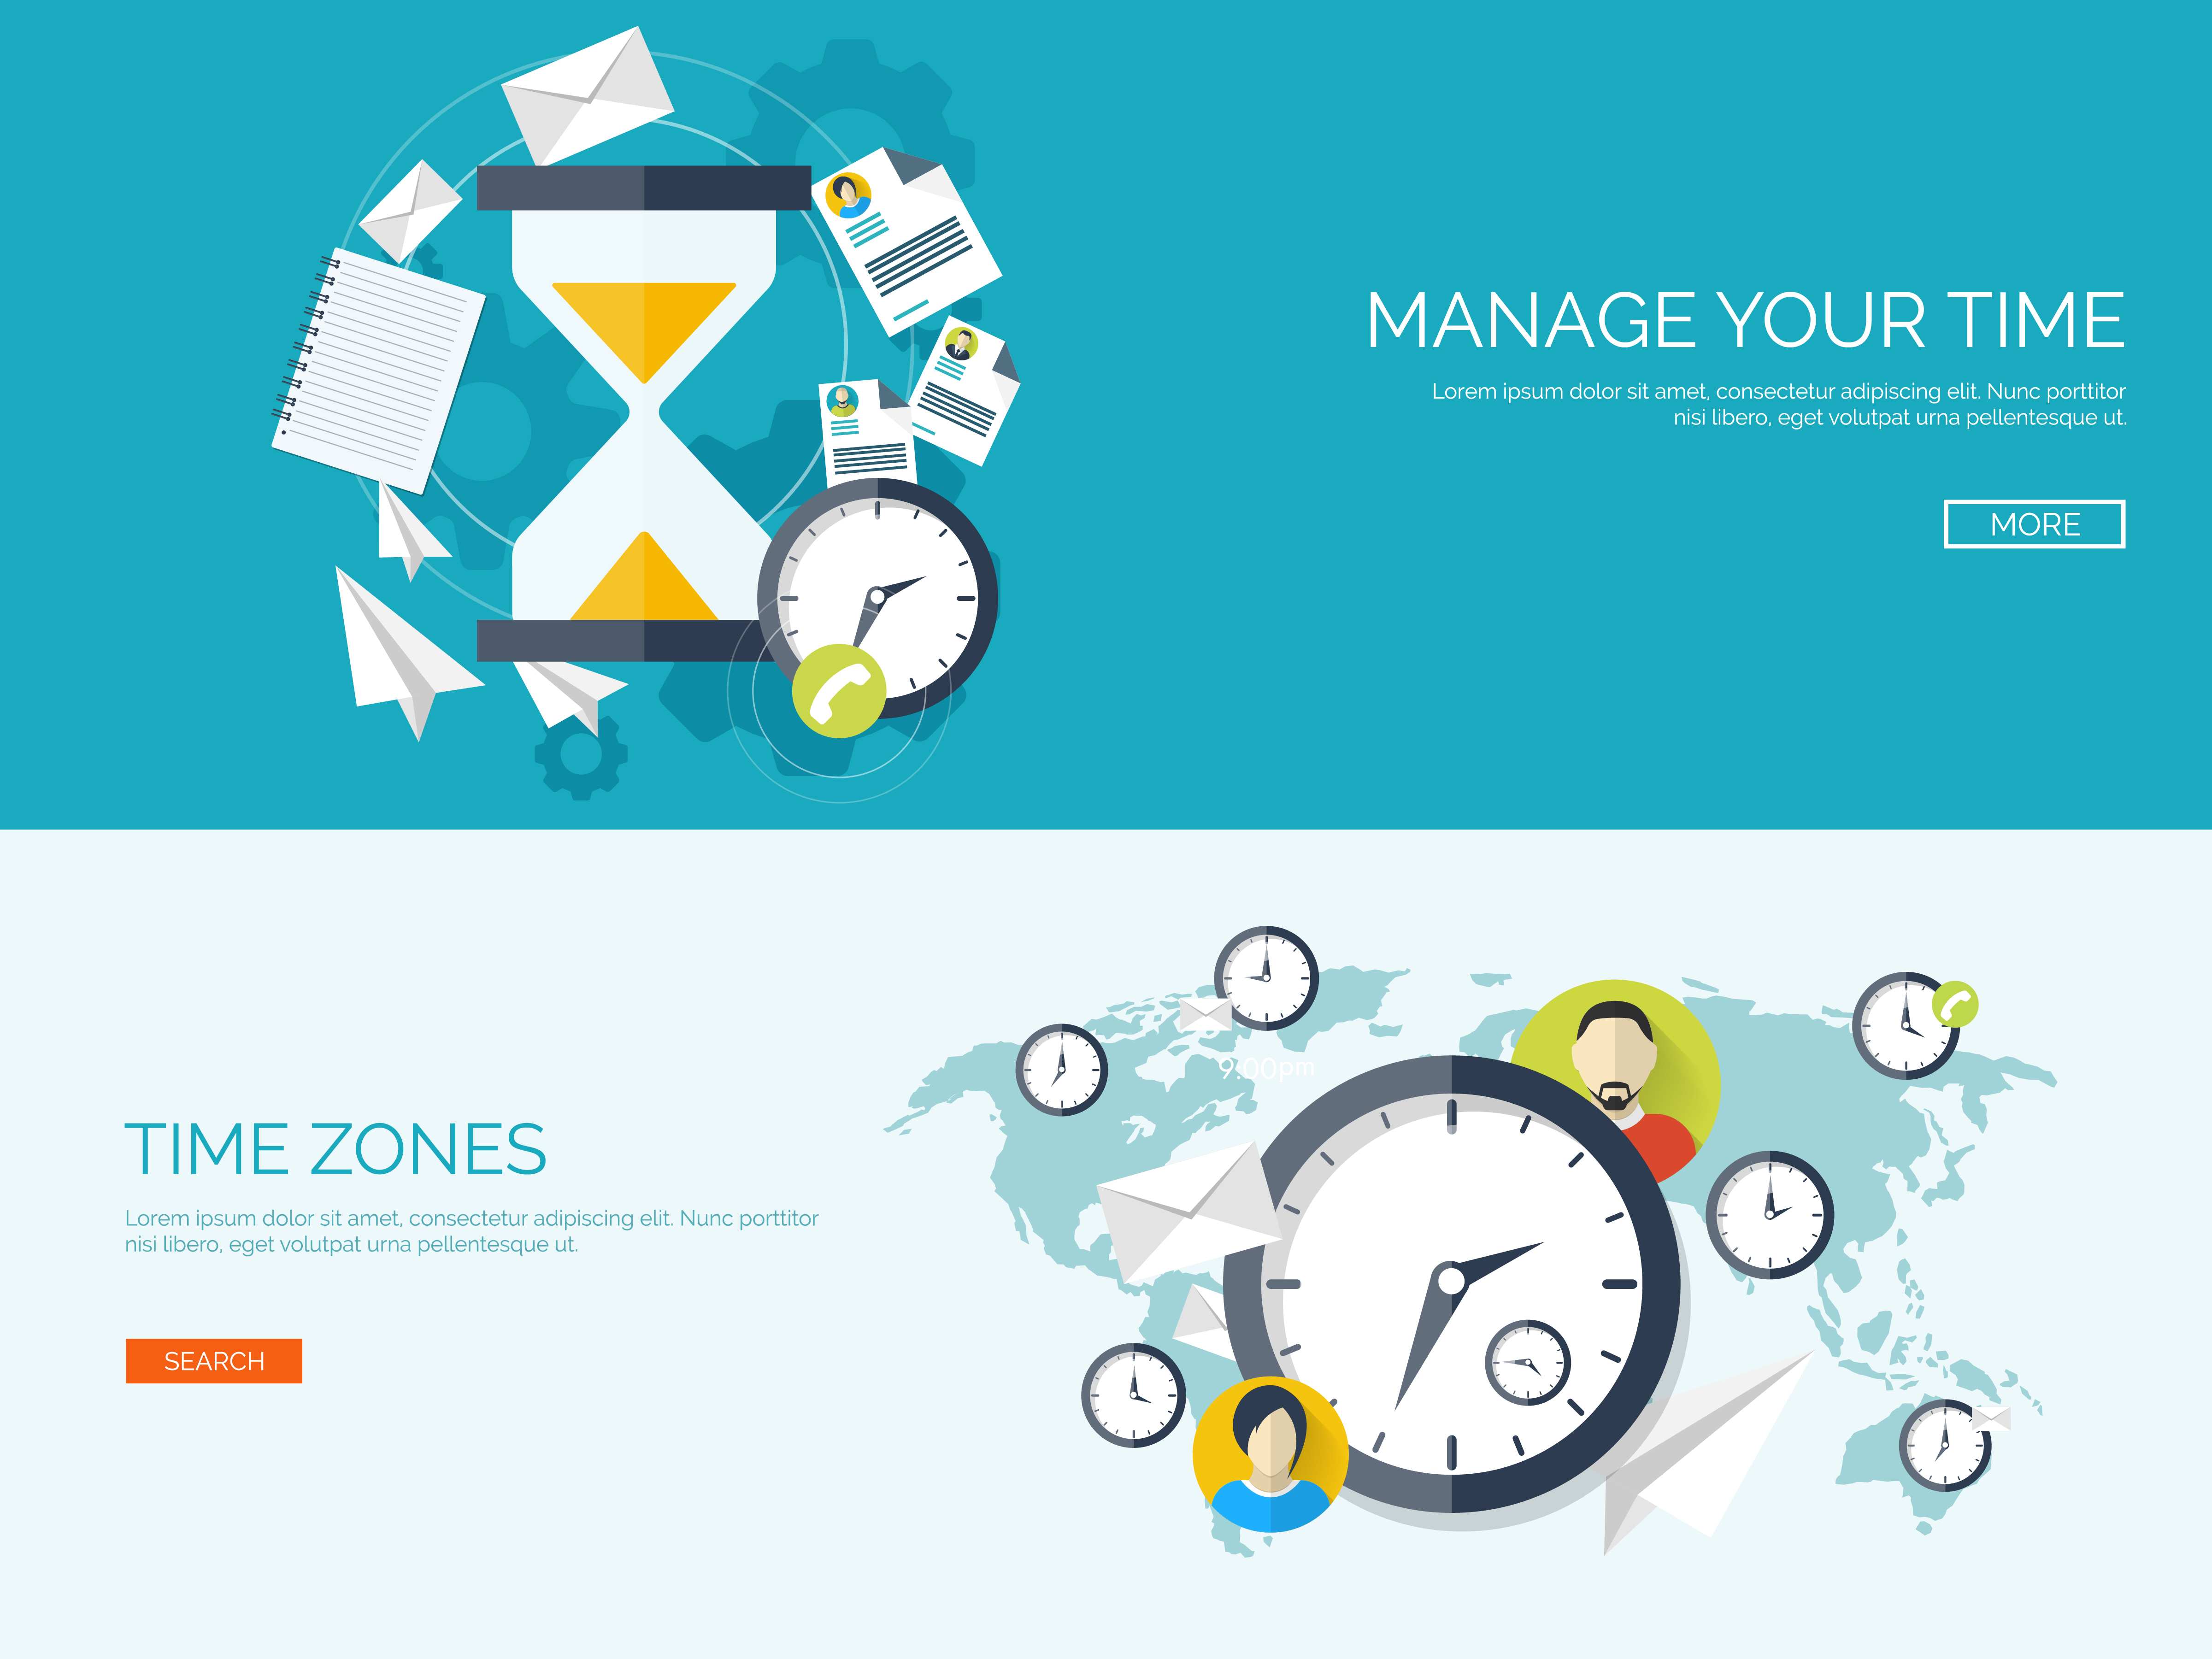 MANAGE YOUR TIME
Lorem ipsum dolor sit amet, consectetur adipiscing elit. Nunc porttitor
nisi libero, eget volutpat urna pellentesque ut.
MORE
9:00pm
TIME ZONES
Lorem ipsum dolor sit amet, consectetur adipiscing elit. Nunc porttitor
nisi libero, eget volutpat urna pellentesque ut.
SEARCH